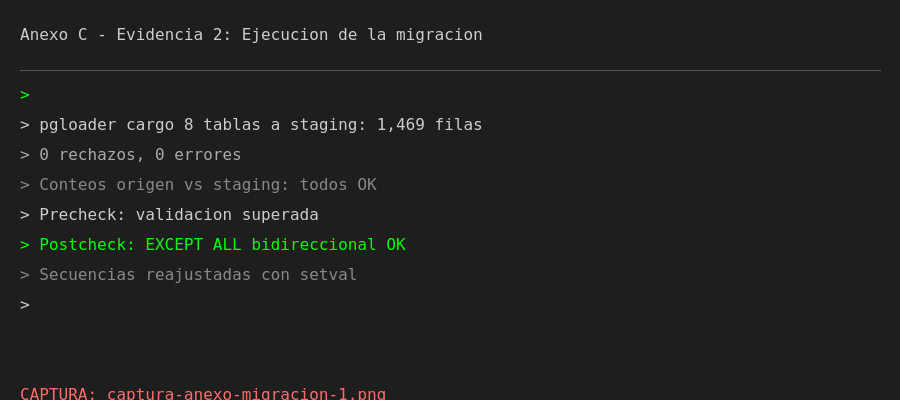 Anexo C - Evidencia 2: Ejecucion de la migracion
>
> pgloader cargo 8 tablas a staging: 1,469 filas
> 0 rechazos, 0 errores
> Conteos origen vs staging: todos OK
> Precheck: validacion superada
> Postcheck: EXCEPT ALL bidireccional OK
> Secuencias reajustadas con setval
>
CAPTURA: captura-anexo-migracion-1.png